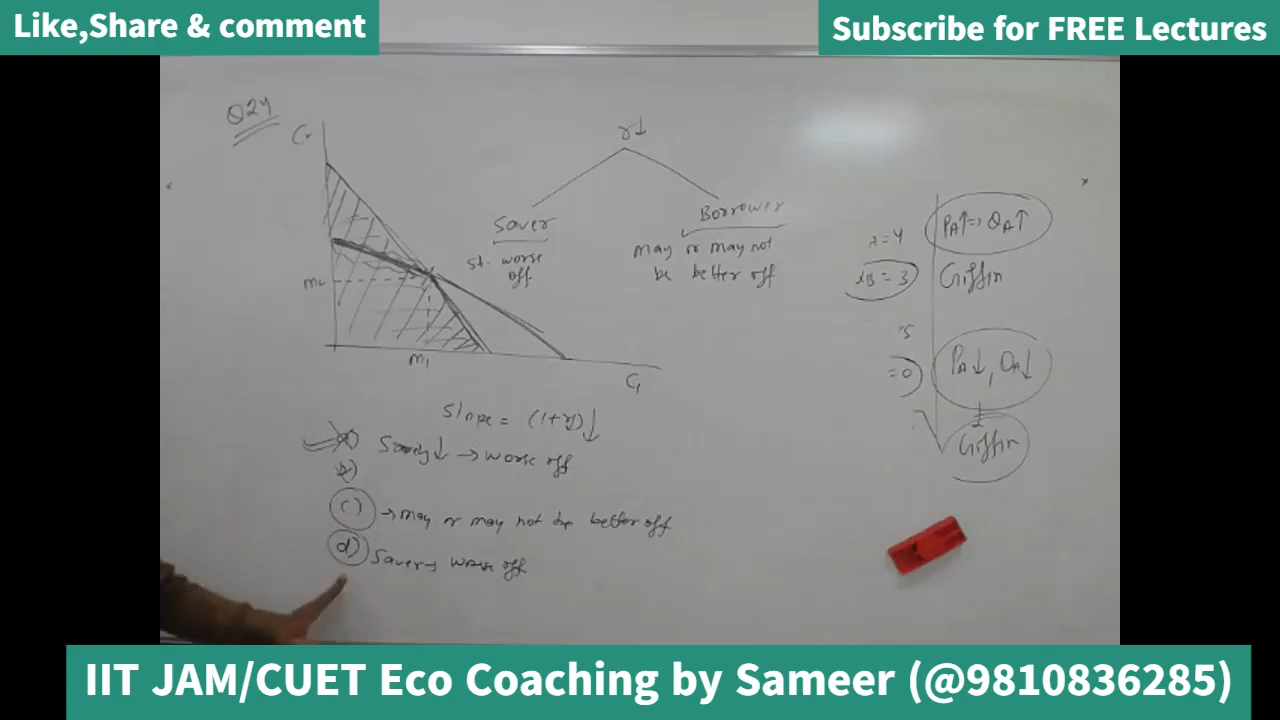 Like,Share & comment
Subscribe for FREE Lectures
Q24
r↓
Saver
st. worse off
Borrower
may or may not
be better off
m1
C1
slope = (1+r)↓
a) Saving↓ → worse off
c) → may or may not be better off
d) Saver → worse off
PA↑ => QA↑
Giffin
= 3
= 0
PA↓, QA↓
Giffin
IIT JAM/CUET Eco Coaching by Sameer (@9810836285)